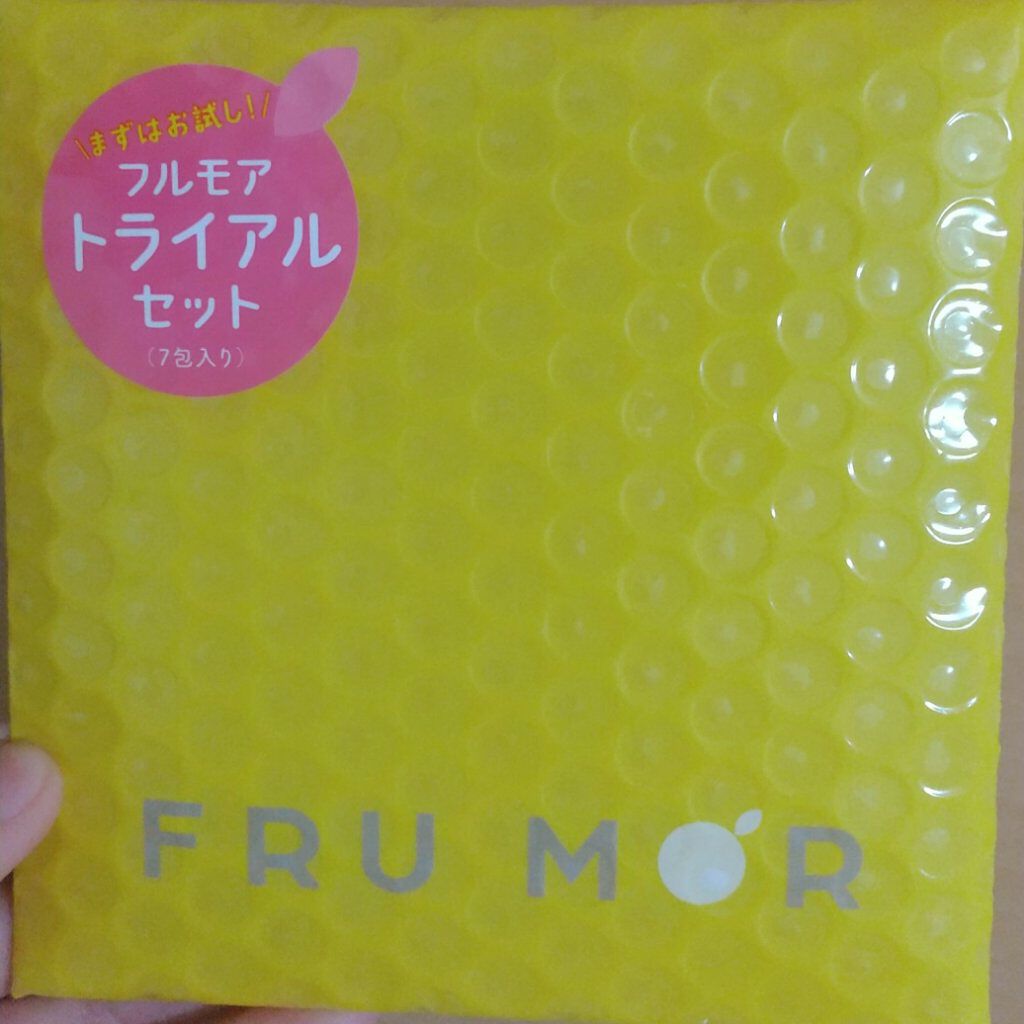 \まずはお試し!/
フルモア
トライアル
セット
(7包入り)
FRU MOR